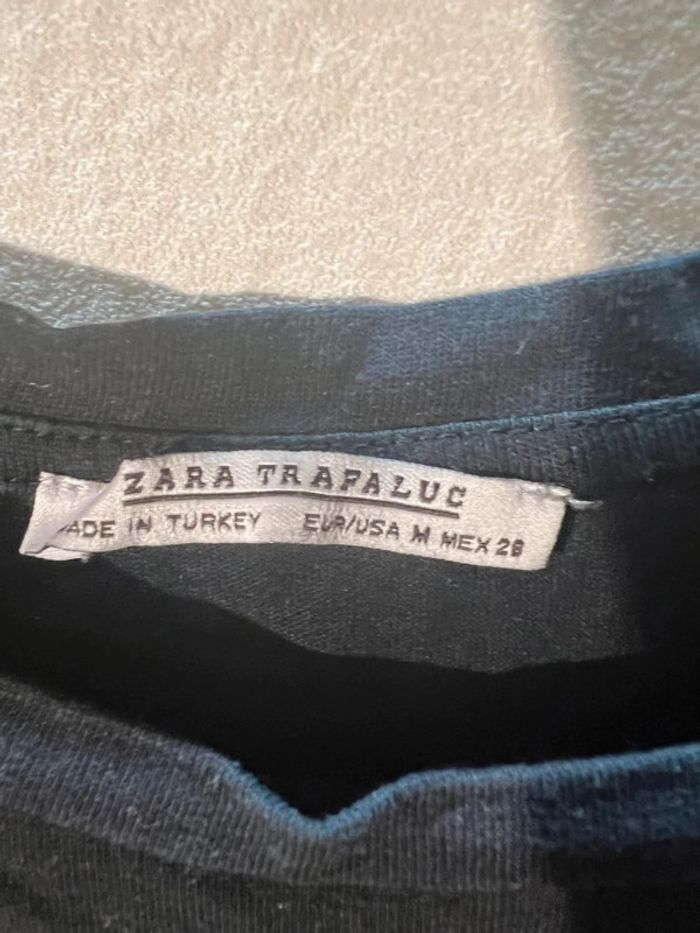 ZARA TRAFALUC
MADE IN TURKEY EUR/USA M MEX 28